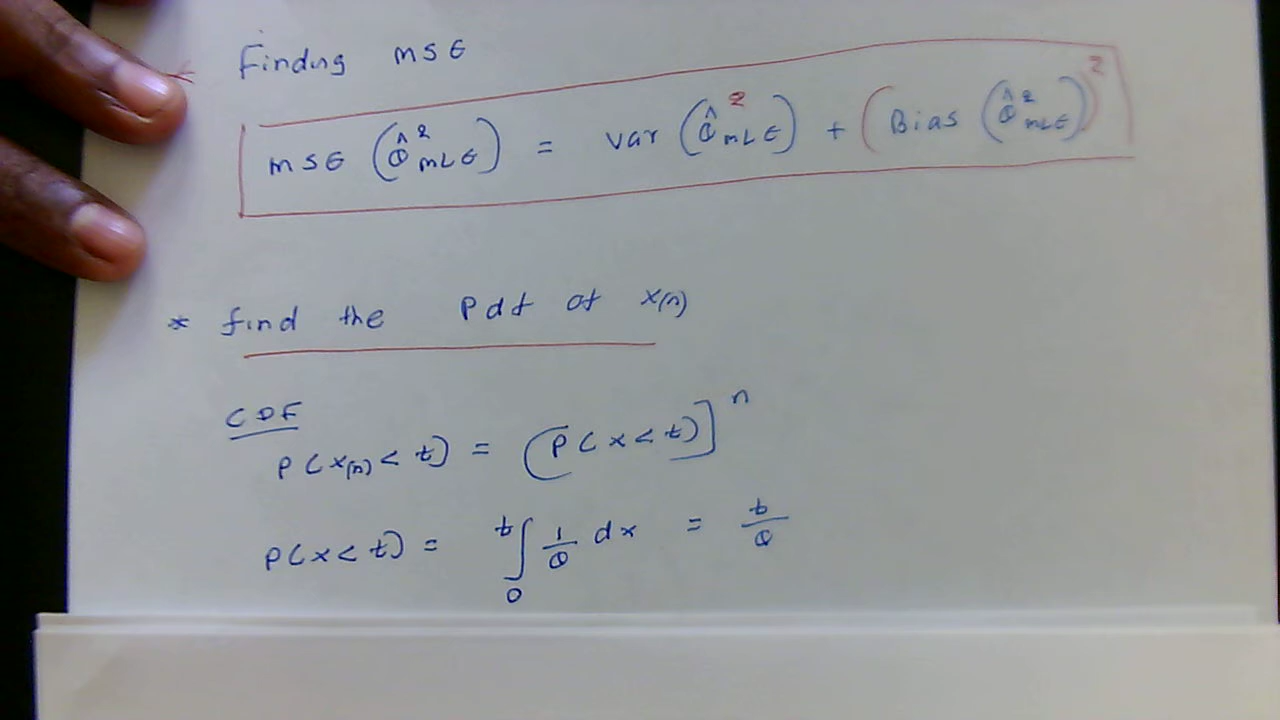 Finding MSE
MSE (θ̂²MLE) = Var (θ̂²MLE) + (Bias (θ̂²MLE))²
* find the Pdf of X(n)
CDF
P(X(n) < t) = [P(X < t)]ⁿ
P(X < t) = ∫₀ᵗ 1/θ dx = t/θ